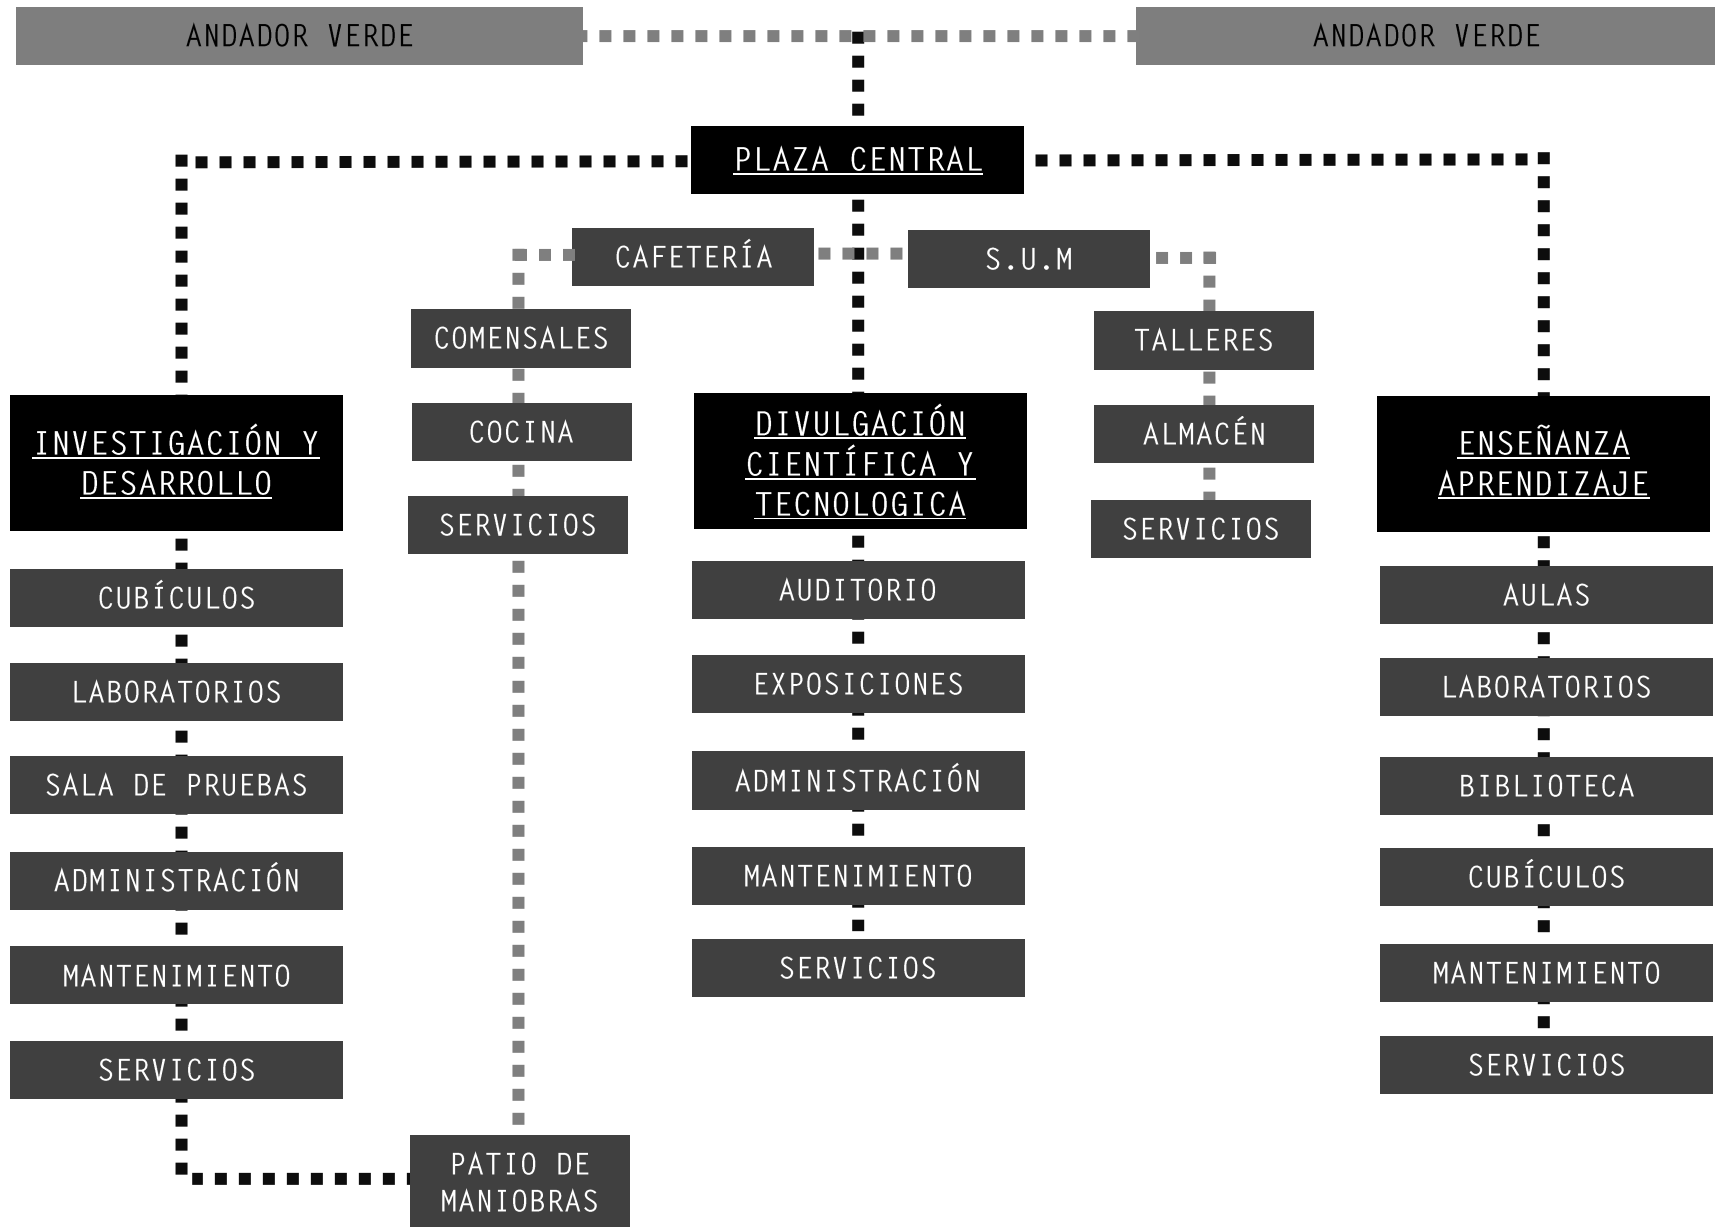 ANDADOR VERDE
ANDADOR VERDE
PLAZA CENTRAL
CAFETERÍA
S.U.M
COMENSALES
COCINA
SERVICIOS
TALLERES
ALMACÉN
SERVICIOS
INVESTIGACIÓN Y
DESARROLLO
CUBÍCULOS
LABORATORIOS
SALA DE PRUEBAS
ADMINISTRACIÓN
MANTENIMIENTO
SERVICIOS
PATIO DE
MANIOBRAS
DIVULGACIÓN
CIENTÍFICA Y
TECNOLOGICA
AUDITORIO
EXPOSICIONES
ADMINISTRACIÓN
MANTENIMIENTO
SERVICIOS
ENSEÑANZA
APRENDIZAJE
AULAS
LABORATORIOS
BIBLIOTECA
CUBÍCULOS
MANTENIMIENTO
SERVICIOS